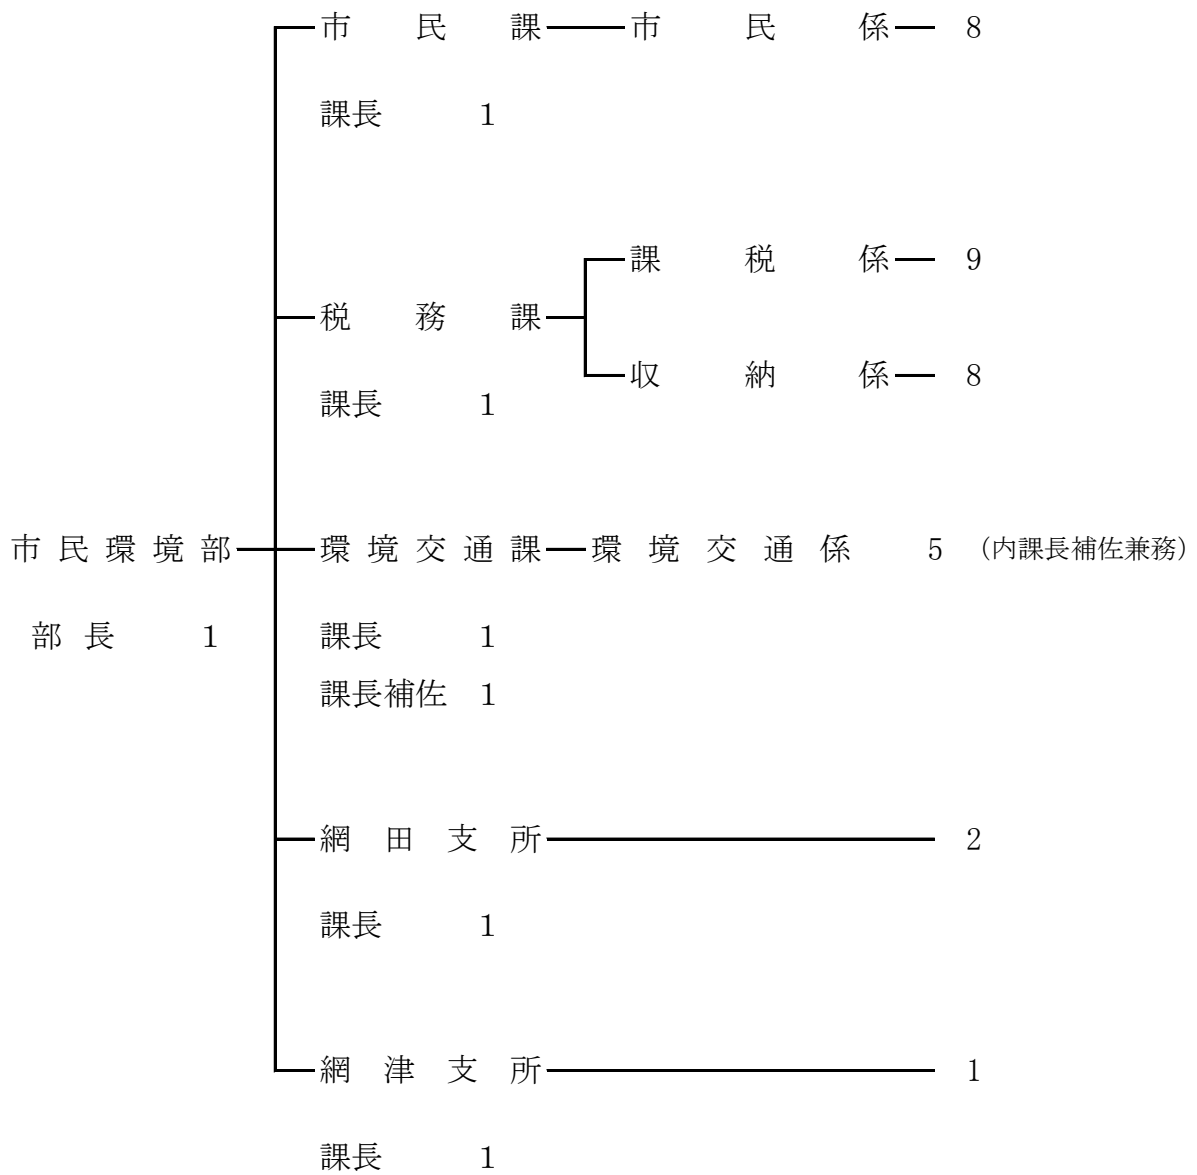 市民課 市民係 8
課長 1
課税係 9
税務課
収納係 8
課長 1
市民環境部 環境交通課 環境交通係 5 (内課長補佐兼務)
部長 1 課長 1
課長補佐 1
網田支所 2
課長 1
網津支所 1
課長 1